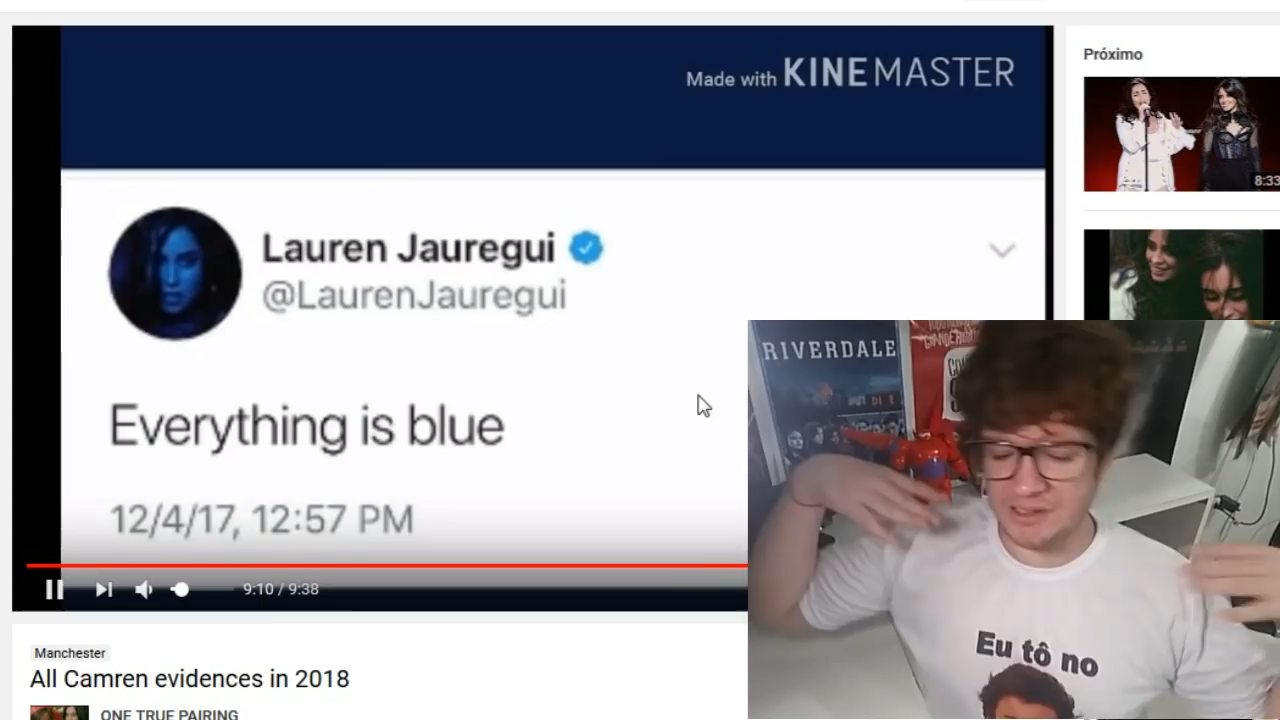 Made with KINEMASTER
Próximo
8:33
Lauren Jauregui
@LaurenJauregui
Everything is blue
12/4/17, 12:57 PM
9:10 / 9:38
RIVERDALE
Eu tô no
Manchester
All Camren evidences in 2018
ONE TRUE PAIRING